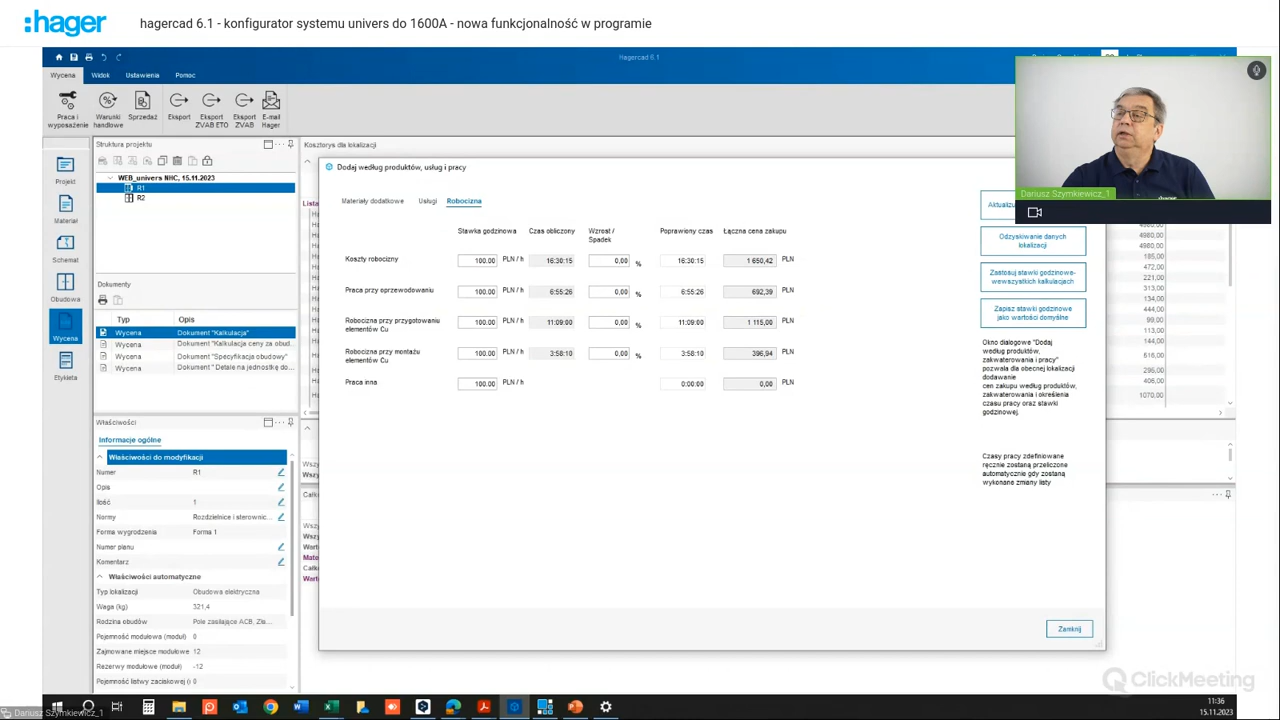 :hager
hagercad 6.1 - konfigurator systemu univers do 1600A - nowa funkcjonalność w programie
Hagercad 6.1
Wycena Widok Ustawienia Pomoc
Praca i wyposażenie
Warunki handlowe
Sprzedaż
Eksport
Eksport ZVAB ETO
Eksport ZVAB
E-mail Hager
Dariusz Szymkiewicz_1
Projekt
Materiał
Schemat
Obudowa
Wycena
Etykieta
Struktura projektu
WEB_univers NHC, 15.11.2023
R1
R2
Dokumenty
Typ Opis
Wycena Dokument "Kalkulacja"
Wycena Dokument "Kalkulacja ceny za obud...
Wycena Dokument "Specyfikacja obudowy"
Wycena Dokument " Detale na jednostkę do...
Właściwości
Informacje ogólne
Właściwości do modyfikacji
Numer R1
Opis
Ilość 1
Normy Rozdzielnice i sterownic...
Forma wygrodzenia Forma 1
Numer planu
Komentarz
Właściwości automatyczne
Typ lokalizacji Obudowa elektryczna
Waga (kg) 321,4
Rodzina obudów Pole zasilające ACB, Zła...
Pojemność modułowa (moduł) 0
Zajmowane miejsce modułowe 12
Rezerwy modułowe (moduł) -12
Pojemność listwy zaciskowej (i 0
Kosztorys dla lokalizacji
Lista
Dodaj według produktów, usług i pracy
Materiały dodatkowe Usługi Robocizna
Stawka godzinowa Czas obliczony Wzrost / Spadek Poprawiony czas Łączna cena zakupu
Koszty robocizny 100.00 PLN / h 16:30:15 0,00 % 16:30:15 1 650,42 PLN
Praca przy oprzewodowaniu 100.00 PLN / h 6:55:26 0,00 % 6:55:26 692,39 PLN
Robocizna przy przygotowaniu elementów Cu 100.00 PLN / h 11:09:00 0,00 % 11:09:00 1 115,00 PLN
Robocizna przy montażu elementów Cu 100.00 PLN / h 3:58:10 0,00 % 3:58:10 396,94 PLN
Praca inna 100.00 PLN / h 0:00:00 0,00 PLN
Odzyskiwanie danych lokalizacji
Zastosuj stawki godzinowe-wewszystkich kalkulacjach
Zapisz stawki godzinowe jako wartości domyślne
Okno dialogowe "Dodaj
według produktów,
zakwaterowania i pracy"
pozwala dla obecnej lokalizacji
dodawanie
cen zakupu według produktów,
zakwaterowania i określenia
czasu pracy oraz stawki
godzinowej.
Czasy pracy zdefiniowane
ręcznie zostaną przeliczone
automatycznie gdy zostaną
wykonane zmiany listy
Zamknij
4980,00
4980,00
185,00
472,00
221,00
313,00
134,00
444,00
99,00
113,00
144,00
616,00
296,00
406,00
1070,00
ClickMeeting
Dariusz Szymkiewicz_1
11:36
15.11.2023